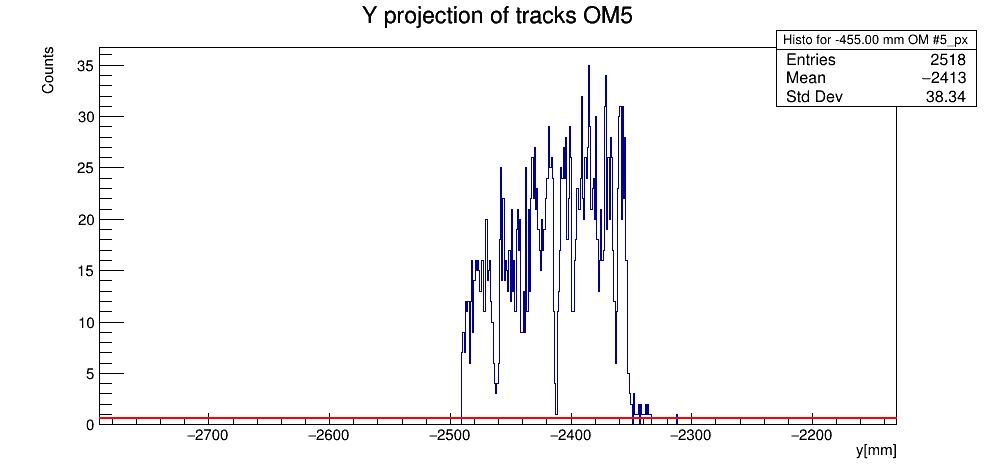 Y projection of tracks OM5
Histo for -455.00 mm OM #5_px
Entries 2518
Mean −2413
Std Dev 38.34
Counts
35
30
25
20
15
10
5
0
−2700 −2600 −2500 −2400 −2300 −2200
y[mm]